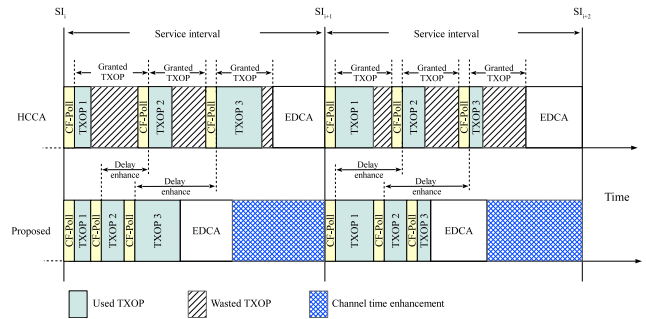 SIi SIi+1 SIi+2
Service interval Service interval
Granted TXOP Granted TXOP Granted TXOP Granted TXOP Granted TXOP Granted TXOP
HCCA CF-Poll TXOP 1 CF-Poll TXOP 2 CF-Poll TXOP 3 EDCA CF-Poll TXOP 1 CF-Poll TXOP 2 CF-Poll TXOP 3 EDCA
Delay enhance Delay enhance
Delay enhance Delay enhance
Time
Proposed CF-Poll TXOP 1 CF-Poll TXOP 2 CF-Poll TXOP 3 EDCA CF-Poll TXOP 1 CF-Poll TXOP 2 CF-Poll TXOP 3 EDCA
Used TXOP Wasted TXOP Channel time enhancement